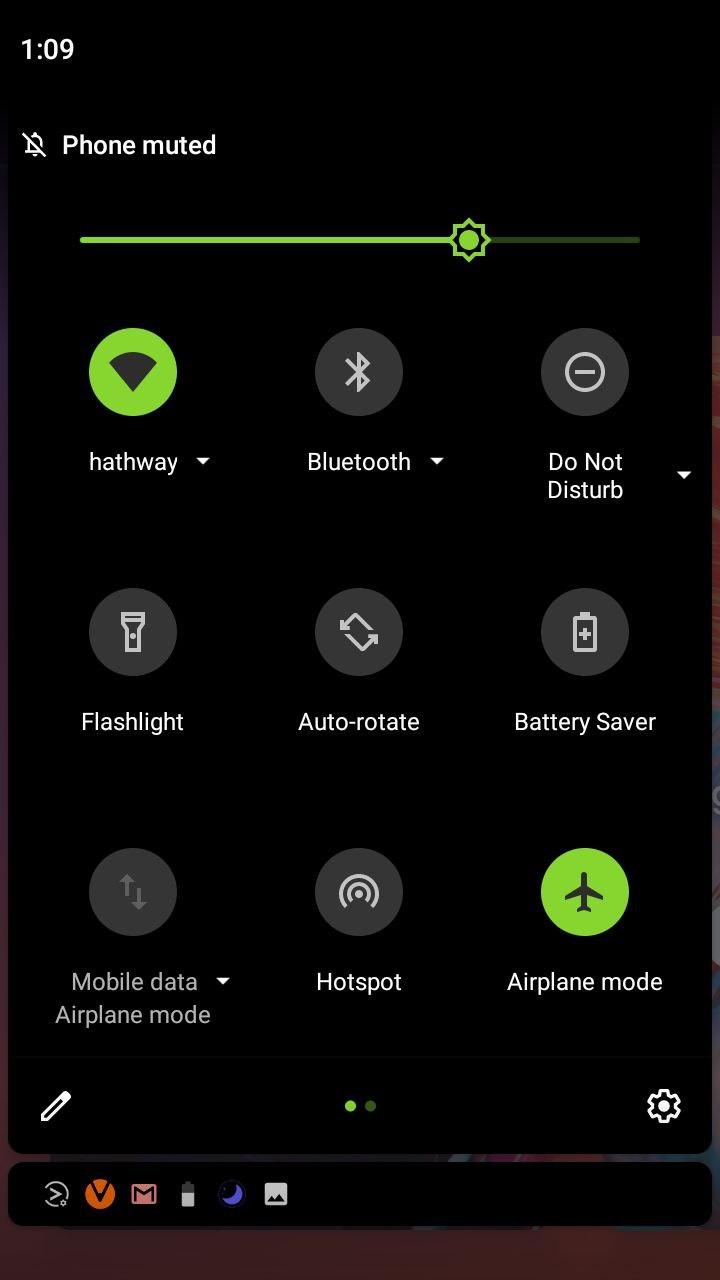 1:09
Phone muted
hathway
Bluetooth
Do Not
Disturb
Flashlight
Auto-rotate
Battery Saver
Mobile data
Airplane mode
Hotspot
Airplane mode